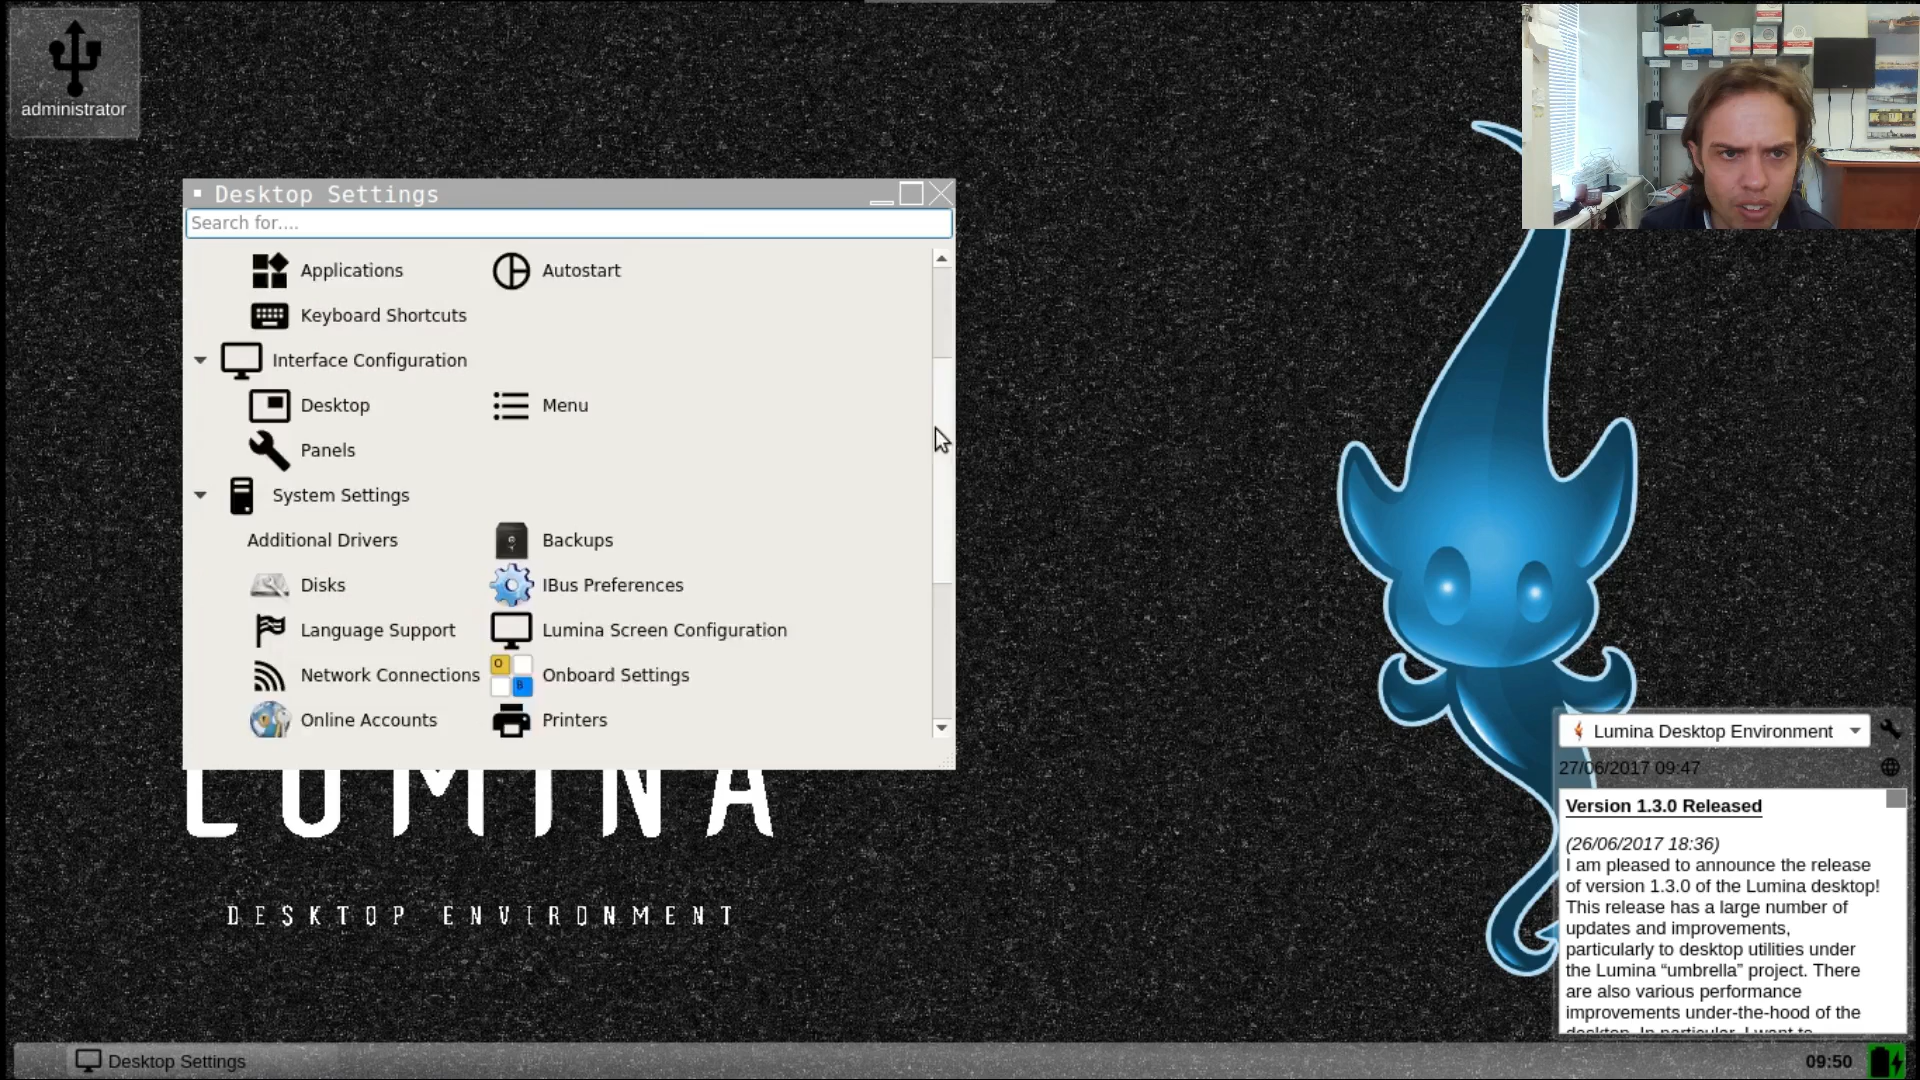 administrator
Desktop Settings
Search for....
Applications
Autostart
Keyboard Shortcuts
Interface Configuration
Desktop
Menu
Panels
System Settings
Additional Drivers
Backups
Disks
IBus Preferences
Language Support
Lumina Screen Configuration
Network Connections
Onboard Settings
Online Accounts
Printers
LUMINA
DESKTOP ENVIRONMENT
Lumina Desktop Environment
27/06/2017 09:47
Version 1.3.0 Released
(26/06/2017 18:36)
I am pleased to announce the release
of version 1.3.0 of the Lumina desktop!
This release has a large number of
updates and improvements,
particularly to desktop utilities under
the Lumina “umbrella” project. There
are also various performance
improvements under-the-hood of the
desktop. In particular, I want to
Desktop Settings
09:50